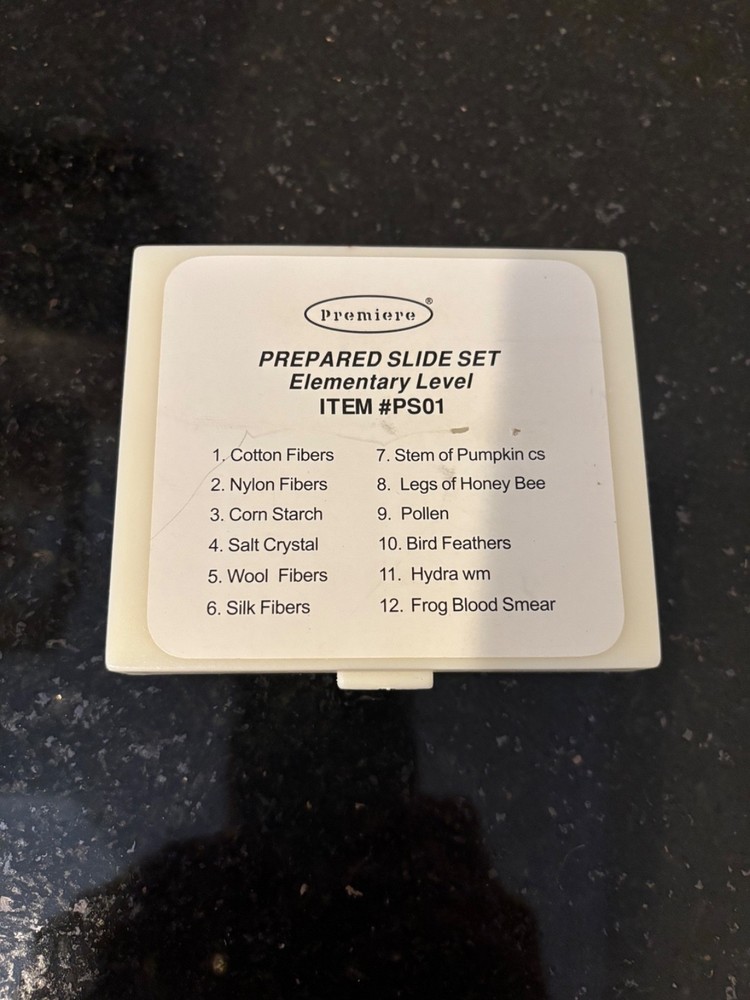 Premiere®
PREPARED SLIDE SET
Elementary Level
ITEM #PS01
1. Cotton Fibers
2. Nylon Fibers
3. Corn Starch
4. Salt Crystal
5. Wool Fibers
6. Silk Fibers
7. Stem of Pumpkin cs
8. Legs of Honey Bee
9. Pollen
10. Bird Feathers
11. Hydra wm
12. Frog Blood Smear